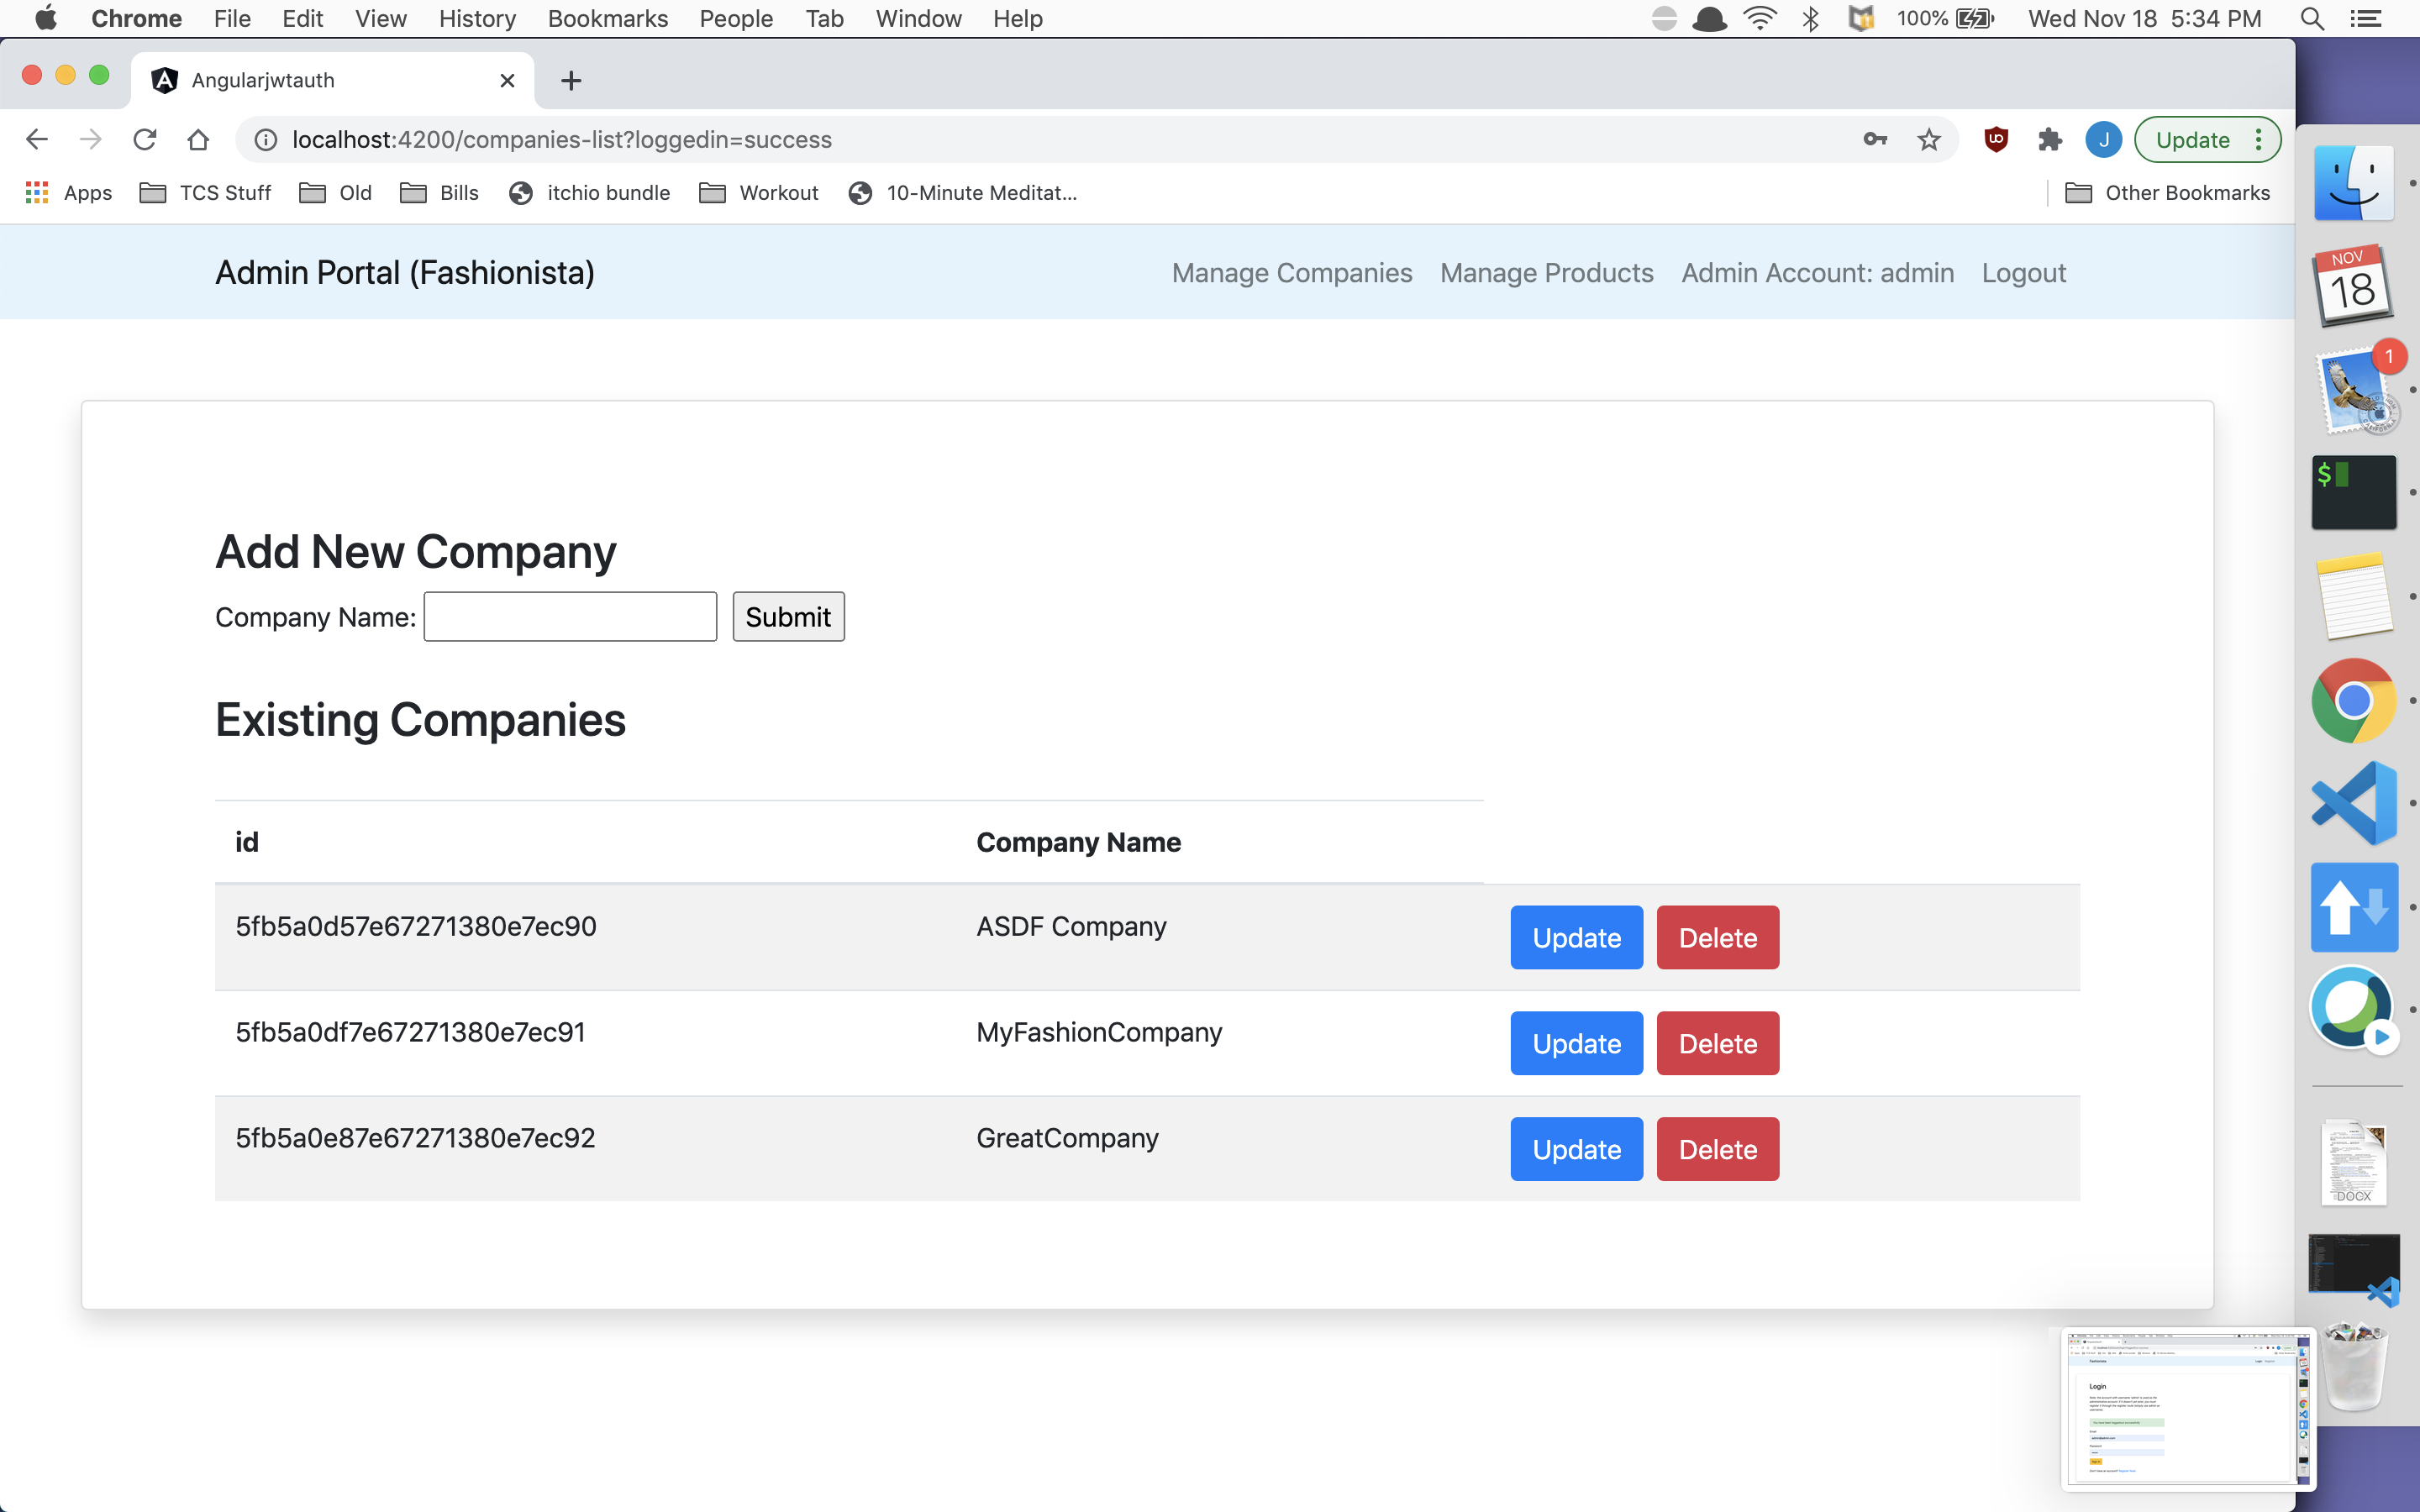 Chrome File Edit View History Bookmarks People Tab Window Help 100% Wed Nov 18 5:34 PM
Angularjwtauth
localhost:4200/companies-list?loggedin=success J Update
Apps TCS Stuff Old Bills itchio bundle Workout 10-Minute Meditat... Other Bookmarks
Admin Portal (Fashionista) Manage Companies Manage Products Admin Account: admin Logout
NOV
18
1
$
Add New Company
Company Name: Submit
Existing Companies
id Company Name
5fb5a0d57e67271380e7ec90 ASDF Company Update Delete
5fb5a0df7e67271380e7ec91 MyFashionCompany Update Delete
5fb5a0e87e67271380e7ec92 GreatCompany Update Delete
DOCX
Login